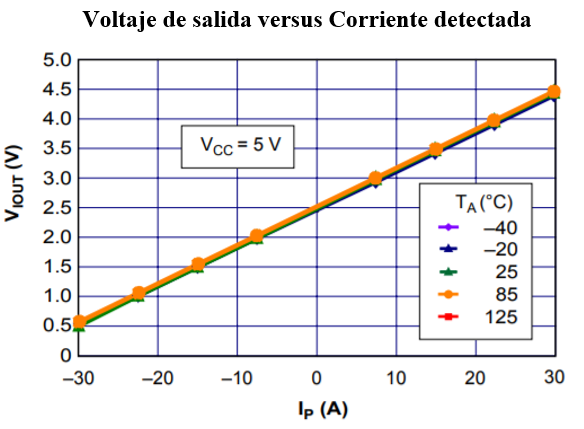 Voltaje de salida versus Corriente detectada
5.0
4.5
4.0
3.5
3.0
2.5
2.0
1.5
1.0
0.5
0
VIOUT (V)
VCC = 5 V
TA (°C)
–40
–20
25
85
125
–30 –20 –10 0 10 20 30
IP (A)